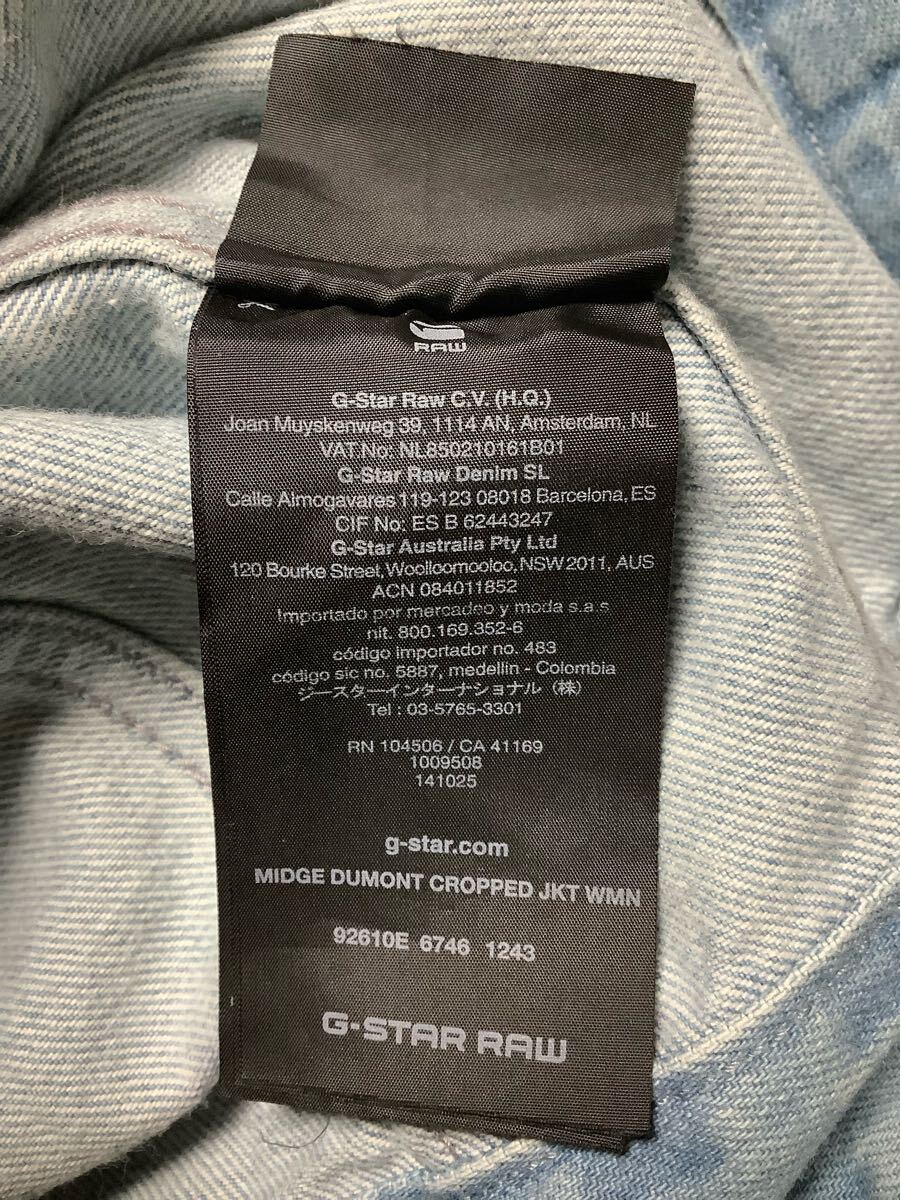 RAW
G-Star Raw C.V. (H.Q.)
Joan Muyskenweg 39, 1114 AN, Amsterdam, NL
VAT No: NL850210161B01
G-Star Raw Denim SL
Calle Almogavares 119-123 08018 Barcelona, ES
CIF No: ES B 62443247
G-Star Australia Pty Ltd
120 Bourke Street, Woolloomooloo, NSW 2011, AUS
ACN 084011852
Importado por mercadeo y moda s.a.s
nit. 800.169.352-6
código importador no. 483
código sic no. 5887, medellin - Colombia
ジースターインターナショナル（株）
Tel : 03-5765-3301
RN 104506 / CA 41169
1009508
141025
g-star.com
MIDGE DUMONT CROPPED JKT WMN
92610E 6746 1243
G-STAR RAW